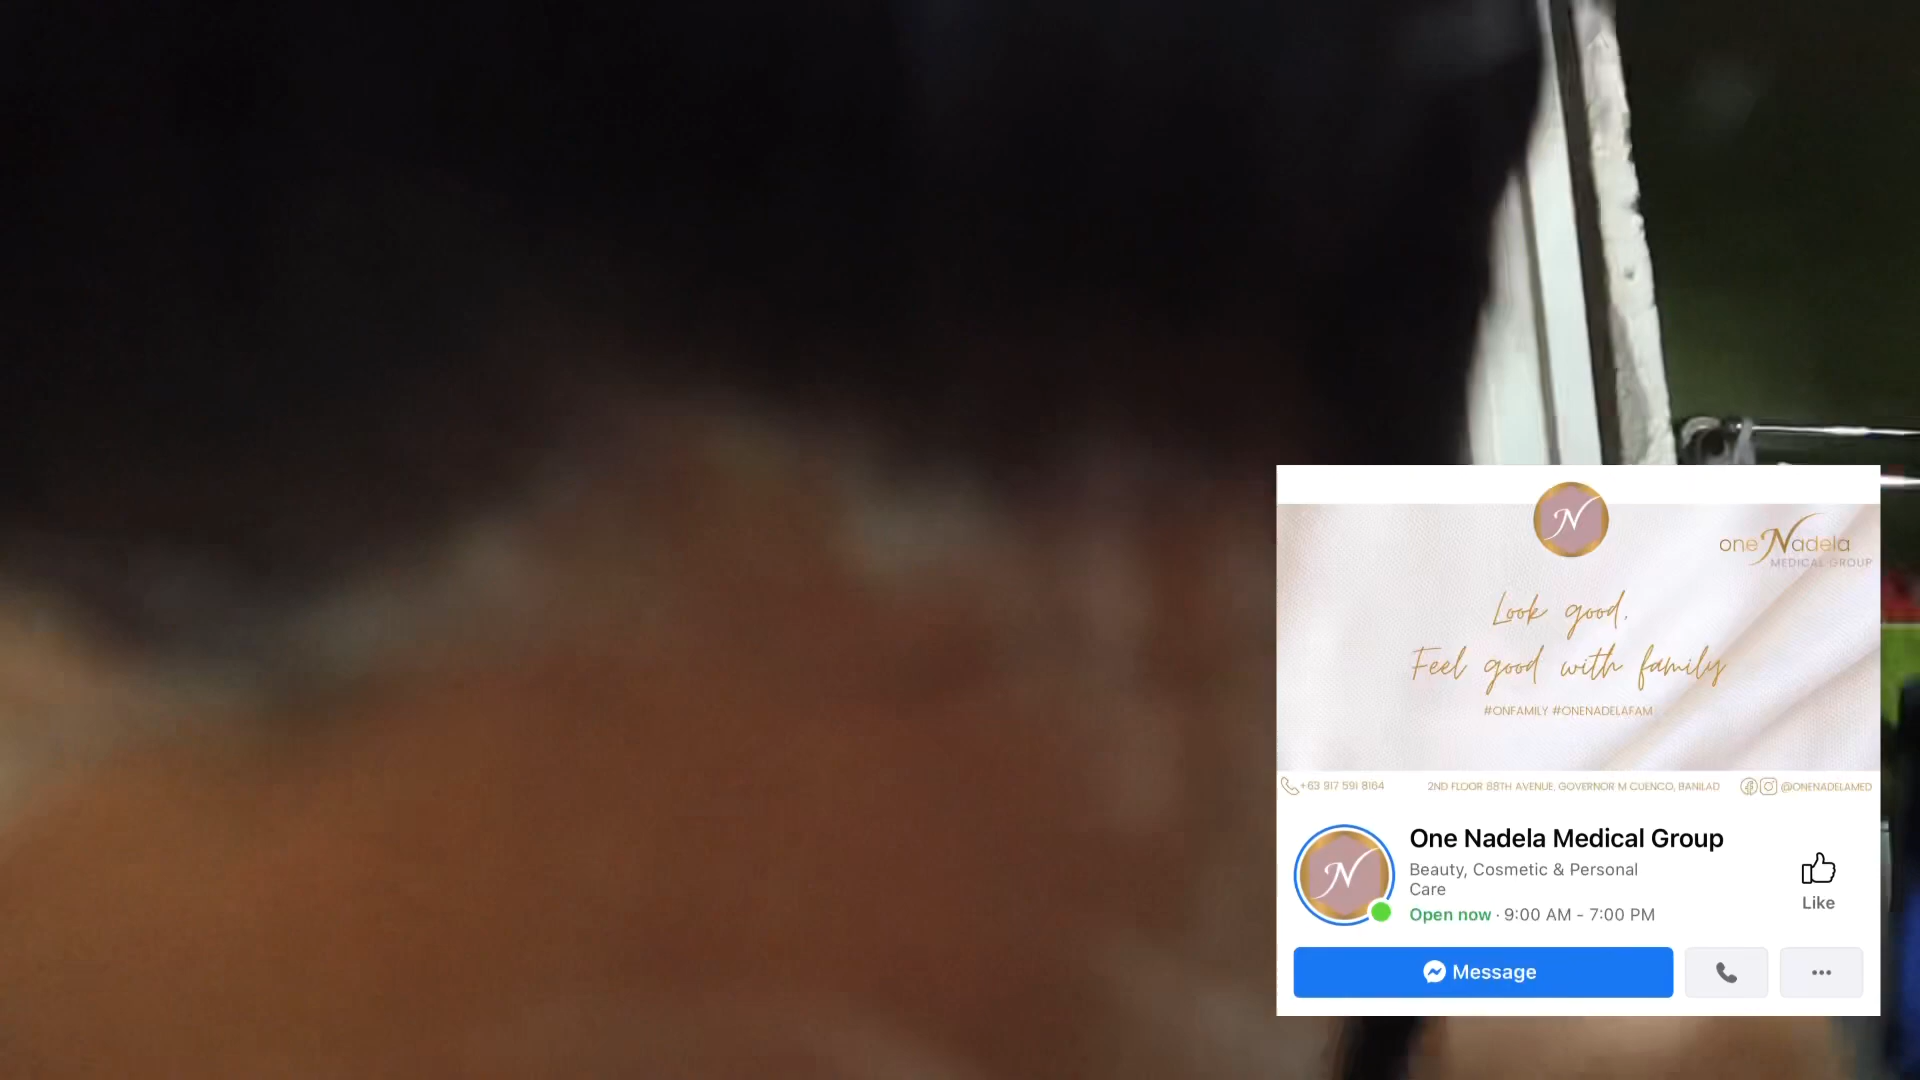 N
one Nadela
MEDICAL GROUP
Look good,
Feel good with family
#ONFAMILY #ONENADELAFAM
+63 917 591 8164
2ND FLOOR 88TH AVENUE, GOVERNOR M CUENCO, BANILAD
@ONENADELAMED
N
One Nadela Medical Group
Beauty, Cosmetic & Personal
Care
Open now · 9:00 AM - 7:00 PM
Like
Message